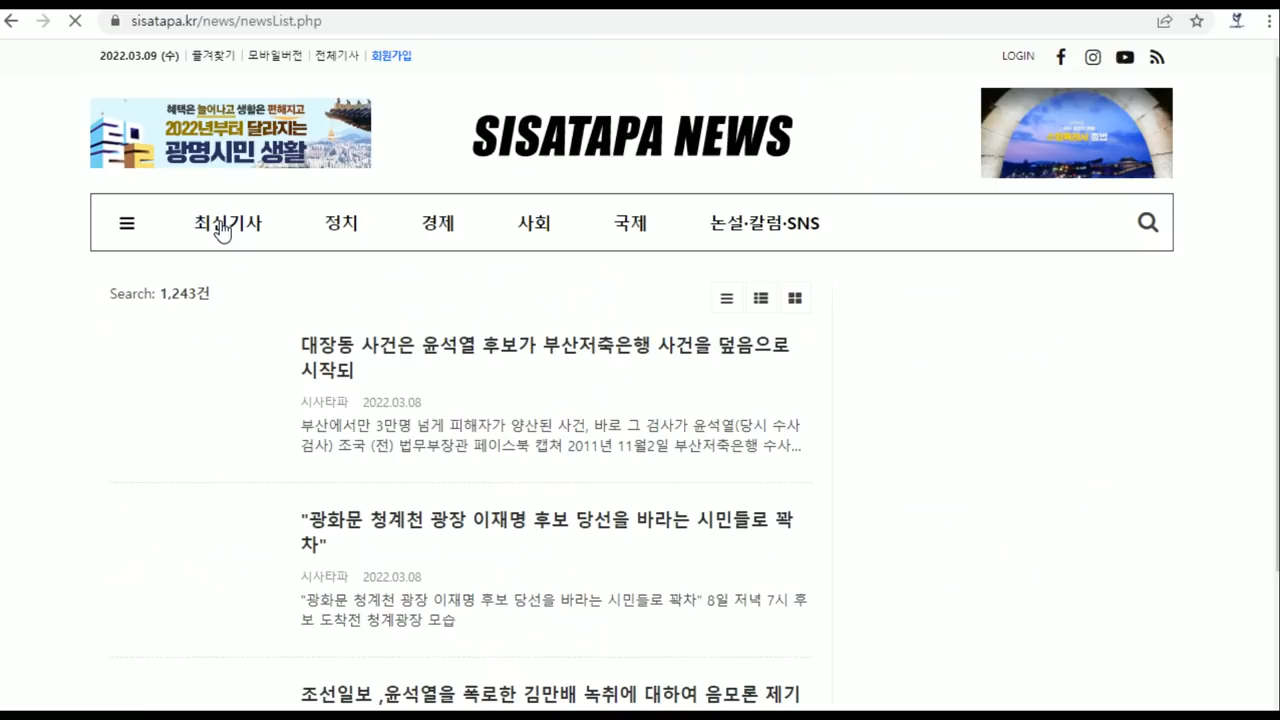 sisatapa.kr/news/newsList.php
2022.03.09 (수) 즐겨찾기 모바일버전 전체기사 회원가입
LOGIN
혜택은 늘어나고 생활은 편해지고
2022년부터 달라지는
광명시민 생활
SISATAPA NEWS
최신기사 정치 경제 사회 국제 논설·칼럼·SNS
Search: 1,243건
대장동 사건은 윤석열 후보가 부산저축은행 사건을 덮음으로
시작되
시사타파 2022.03.08
부산에서만 3만명 넘게 피해자가 양산된 사건, 바로 그 검사가 윤석열(당시 수사
검사) 조국 (전) 법무부장관 페이스북 캡쳐 2011년 11월2일 부산저축은행 수사...
"광화문 청계천 광장 이재명 후보 당선을 바라는 시민들로 꽉
차"
시사타파 2022.03.08
"광화문 청계천 광장 이재명 후보 당선을 바라는 시민들로 꽉차" 8일 저녁 7시 후
보 도착전 청계광장 모습
조선일보 ,윤석열을 폭로한 김만배 녹취에 대하여 음모론 제기